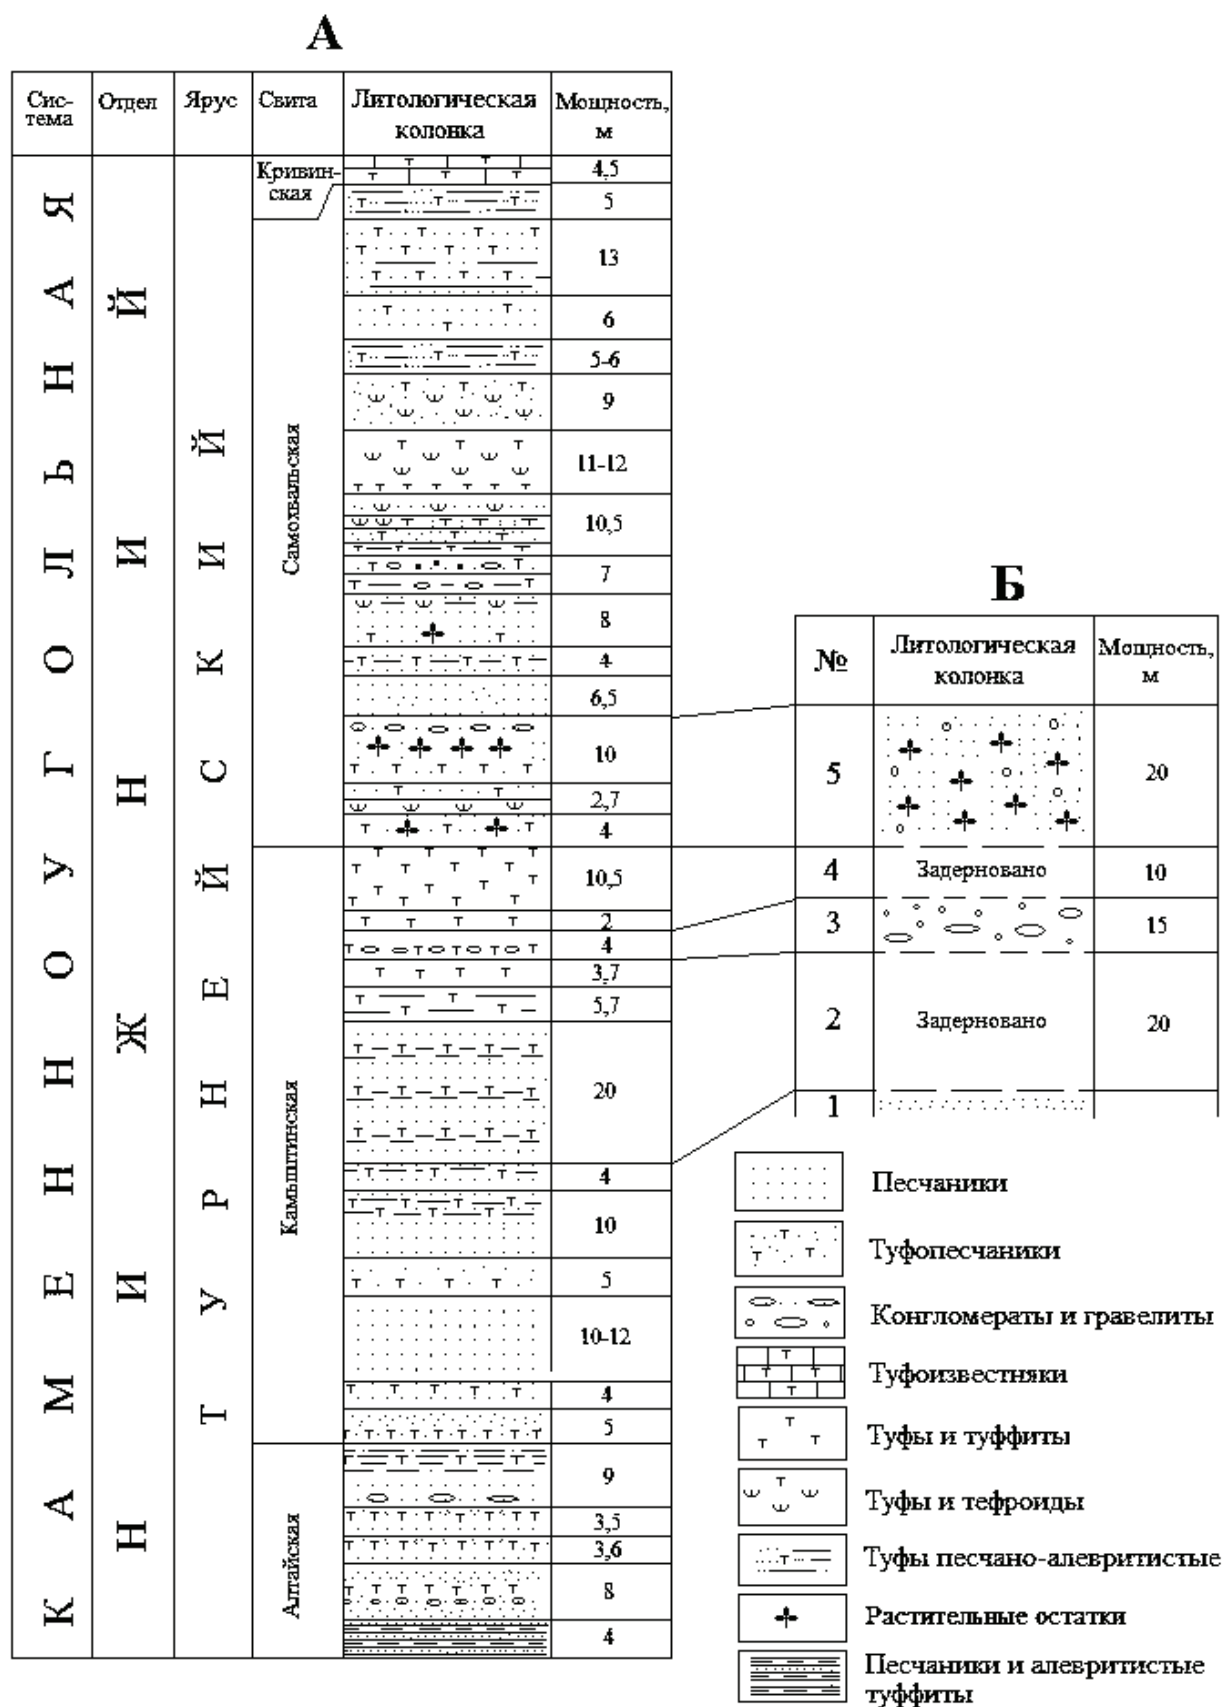 А
Сис-
тема
Отдел
Ярус
Свита
Литологическая
колонка
Мощность,
м
КАМЕННОУГОЛЬНАЯ
НИЖНИЙ
ТУРНЕЙСКИЙ
Кривин-
ская
Самохвальская
Камыштинская
Алтайская
4,5
5
13
6
5-6
9
11-12
10,5
7
8
4
6,5
10
2,7
4
10,5
2
4
3,7
5,7
20
4
10
5
10-12
4
5
9
3,5
3,6
8
4
Б
№
Литологическая
колонка
Мощность,
м
5
20
4
Задерновано
10
3
15
2
Задерновано
20
1
Песчаники
Туфопесчаники
Конгломераты и гравелиты
Туфоизвестняки
Туфы и туффиты
Туфы и тефроиды
Туфы песчано-алевритистые
Растительные остатки
Песчаники и алевритистые
туффиты